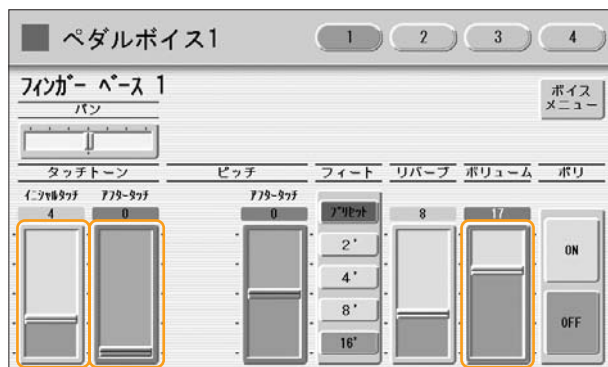 ペダルボイス1
1 2 3 4
フィンガー ベース 1
パン
ボイス
メニュー
タッチトーン ピッチ フィート リバーブ ボリューム ポリ
イニシャルタッチ アフタータッチ アフタータッチ
4 0 0 プリセット 8 17
2'
4'
8'
16'
ON
OFF